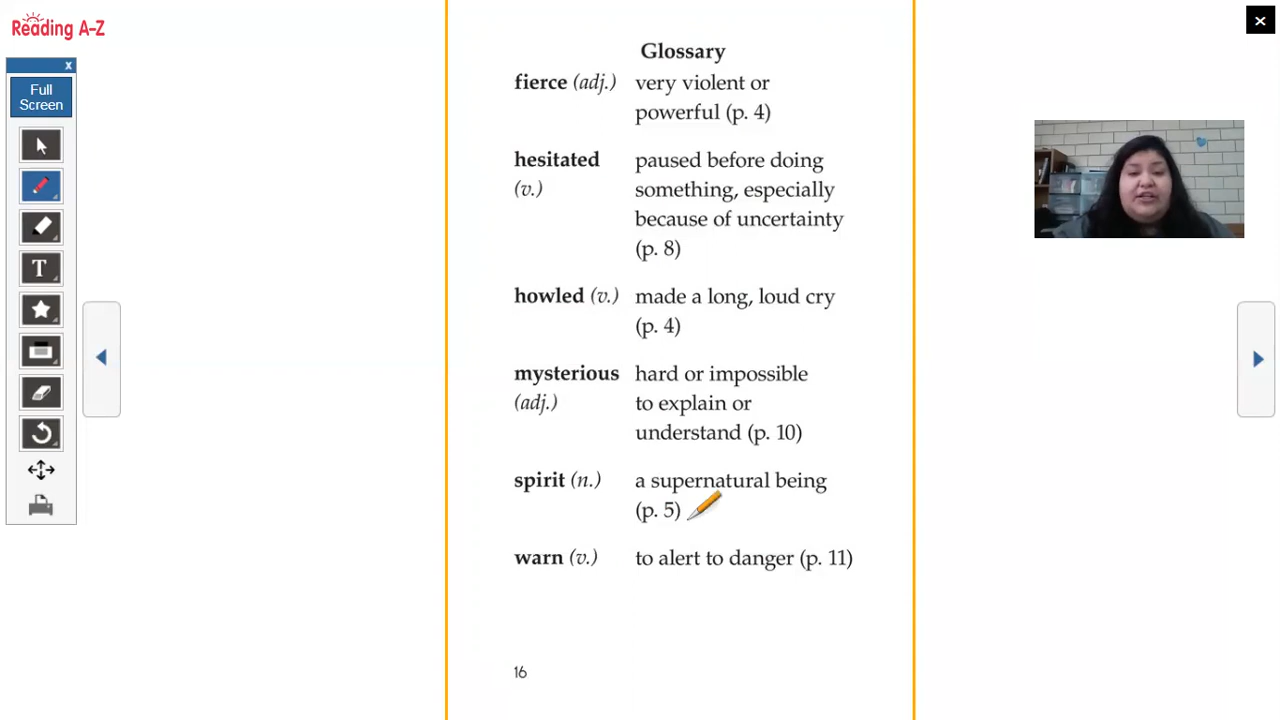 Reading A-Z
x
Full
Screen
T
Glossary
fierce (adj.) very violent or
powerful (p. 4)
hesitated paused before doing
(v.) something, especially
because of uncertainty
(p. 8)
howled (v.) made a long, loud cry
(p. 4)
mysterious hard or impossible
(adj.) to explain or
understand (p. 10)
spirit (n.) a supernatural being
(p. 5)
warn (v.) to alert to danger (p. 11)
16